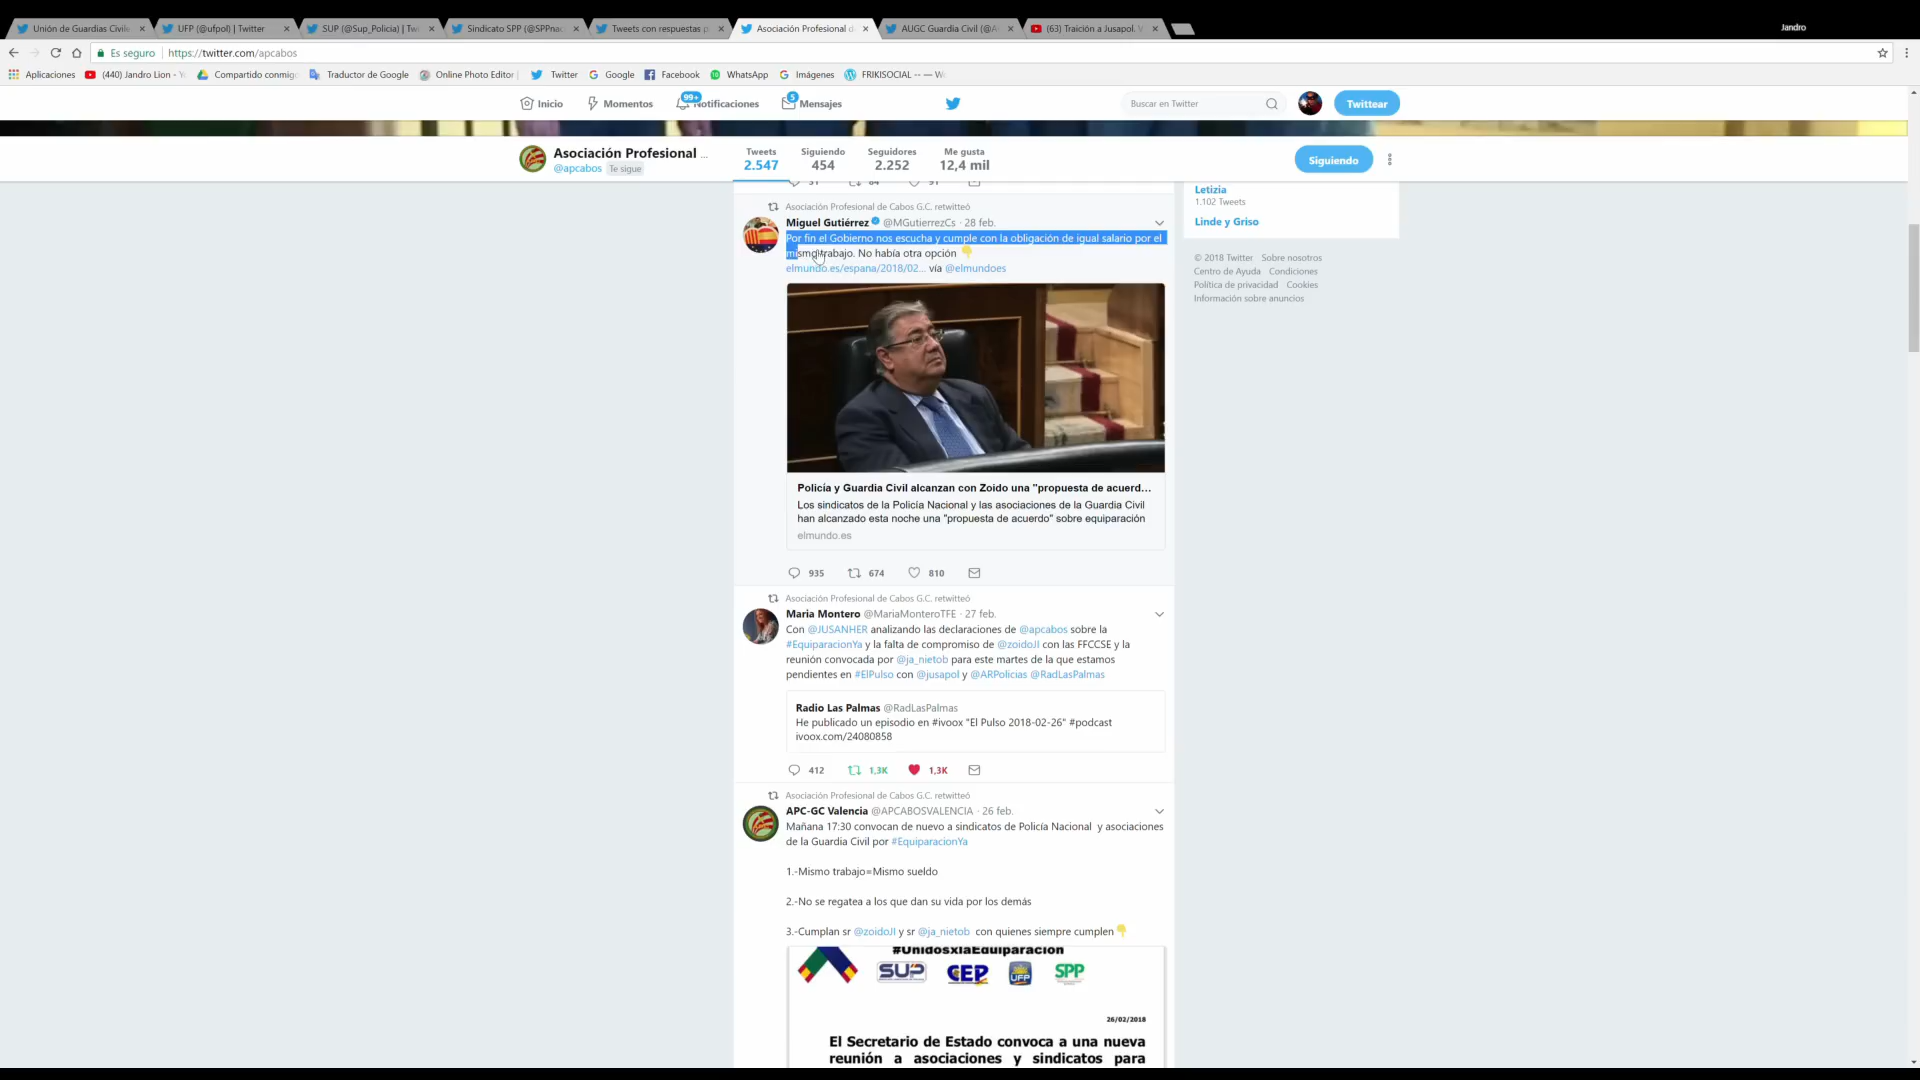 Unión de Guardias Civile
UFP (@ufpol) | Twitter
SUP (@Sup_Policia) | Twi
Sindicato SPP (@SPPnac
Tweets con respuestas p
Asociación Profesional d
AUGC Guardia Civil (@A
(63) Traición a Jusapol. V
Jandro
Es seguro
https://twitter.com/apcabos
Aplicaciones
(440) Jandro Lion - Y
Compartido conmig
Traductor de Google
Online Photo Editor |
Twitter
Google
Facebook
WhatsApp
Imágenes
FRIKISOCIAL -- — W
Inicio
Momentos
99+
Notificaciones
5
Mensajes
Buscar en Twitter
Twittear
Asociación Profesional ...
@apcabos Te sigue
Tweets
2.547
Siguiendo
454
Seguidores
2.252
Me gusta
12,4 mil
Siguiendo
31 84 91
Asociación Profesional de Cabos G.C. retwitteó
Miguel Gutiérrez @MGutierrezCs · 28 feb.
Por fin el Gobierno nos escucha y cumple con la obligación de igual salario por el
mismo trabajo. No había otra opción 👇
elmundo.es/espana/2018/02... vía @elmundoes
Policía y Guardia Civil alcanzan con Zoido una "propuesta de acuerd...
Los sindicatos de la Policía Nacional y las asociaciones de la Guardia Civil
han alcanzado esta noche una "propuesta de acuerdo" sobre equiparación
elmundo.es
935 674 810
Asociación Profesional de Cabos G.C. retwitteó
Maria Montero @MariaMonteroTFE · 27 feb.
Con @JUSANHER analizando las declaraciones de @apcabos sobre la
#EquiparacionYa y la falta de compromiso de @zoidoJI con las FFCCSE y la
reunión convocada por @ja_nietob para este martes de la que estamos
pendientes en #ElPulso con @jusapol y @ARPolicias @RadLasPalmas
Radio Las Palmas @RadLasPalmas
He publicado un episodio en #ivoox "El Pulso 2018-02-26" #podcast
ivoox.com/24080858
412 1,3K 1,3K
Asociación Profesional de Cabos G.C. retwitteó
APC-GC Valencia @APCABOSVALENCIA · 26 feb.
Mañana 17:30 convocan de nuevo a sindicatos de Policía Nacional y asociaciones
de la Guardia Civil por #EquiparacionYa
1.-Mismo trabajo=Mismo sueldo
2.-No se regatea a los que dan su vida por los demás
3.-Cumplan sr @zoidoJI y sr @ja_nietob con quienes siempre cumplen👇
#UnidosxlaEquiparación
SUP CEP UFP SPP
26/02/2018
El Secretario de Estado convoca a una nueva
reunión a asociaciones y sindicatos para
Letizia
1.102 Tweets
Linde y Griso
© 2018 Twitter Sobre nosotros
Centro de Ayuda Condiciones
Política de privacidad Cookies
Información sobre anuncios